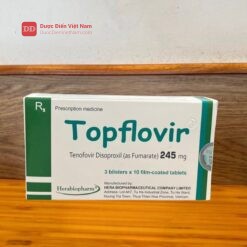 DD Dược Điển Việt Nam
Rx Prescription medicine
Topflovir
Tenofovir Disoproxil (as Fumarate) 245 mg
3 blisters x 10 film-coated tablets
Herabiopharm
Manufactured by:
HERA BIOPHARMACEUTICAL COMPANY LIMITED